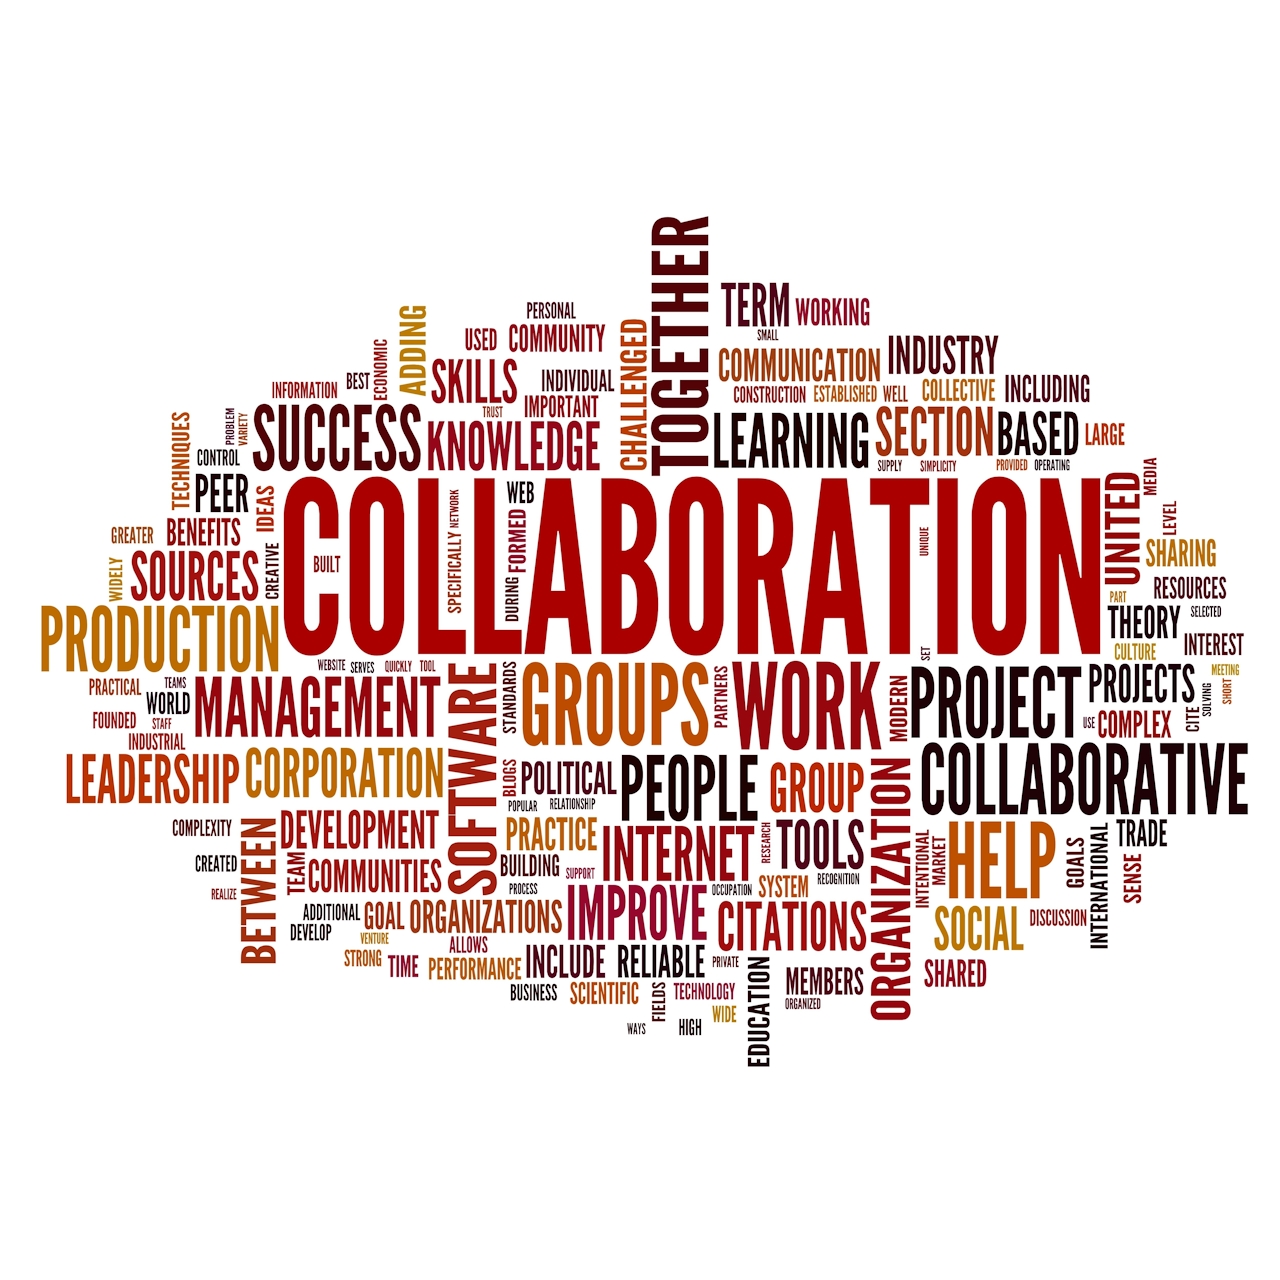 TOGETHER
TERM
WORKING
PERSONAL
ADDING
USED
COMMUNITY
CHALLENGED
SMALL
INDUSTRY
ECONOMIC
COMMUNICATION
BEST
SKILLS
INDIVIDUAL
INFORMATION
CONSTRUCTION
ESTABLISHED
WELL
COLLECTIVE
INCLUDING
TRUST
IMPORTANT
TECHNIQUES
PROBLEM
VARIETY
SUCCESS
KNOWLEDGE
LEARNING
SECTION
BASED
LARGE
CONTROL
SUPPLY
SIMPLICITY
PROVIDED
OPERATING
PEER
IDEAS
COLLABORATION
NETWORK
SPECIFICALLY
WEB
FORMED
DURING
BUILT
UNIQUE
UNITED
MEDIA
LEVEL
GREATER
BENEFITS
CREATIVE
SHARING
WIDELY
SOURCES
RESOURCES
PART
SELECTED
PRODUCTION
THEORY
CULTURE
INTEREST
WEBSITE
SERVES
QUICKLY
TOOL
SET
PRACTICAL
TEAMS
WORLD
MANAGEMENT
SOFTWARE
STANDARDS
GROUPS
PARTNERS
WORK
MODERN
PROJECT
PROJECTS
MEETING
SHORT
SOLVING
CITE
FOUNDED
STAFF
USE
COMPLEX
INDUSTRIAL
LEADERSHIP
CORPORATION
BLOGS
POLITICAL
PEOPLE
GROUP
ORGANIZATION
COLLABORATIVE
POPULAR
RELATIONSHIP
COMPLEXITY
BETWEEN
DEVELOPMENT
PRACTICE
INTERNET
RESEARCH
TOOLS
INTENTIONAL
MARKET
HELP
GOALS
INTERNATIONAL
TRADE
SENSE
CREATED
TEAM
COMMUNITIES
BUILDING
SUPPORT
PROCESS
OCCUPATION
SYSTEM
RECOGNITION
REALIZE
ADDITIONAL
GOAL
ORGANIZATIONS
IMPROVE
CITATIONS
SOCIAL
DISCUSSION
DEVELOP
VENTURE
ALLOWS
STRONG
TIME
PERFORMANCE
INCLUDE
RELIABLE
PRIVATE
EDUCATION
MEMBERS
SHARED
BUSINESS
SCIENTIFIC
FIELDS
TECHNOLOGY
ORGANIZED
WIDE
WAYS
HIGH